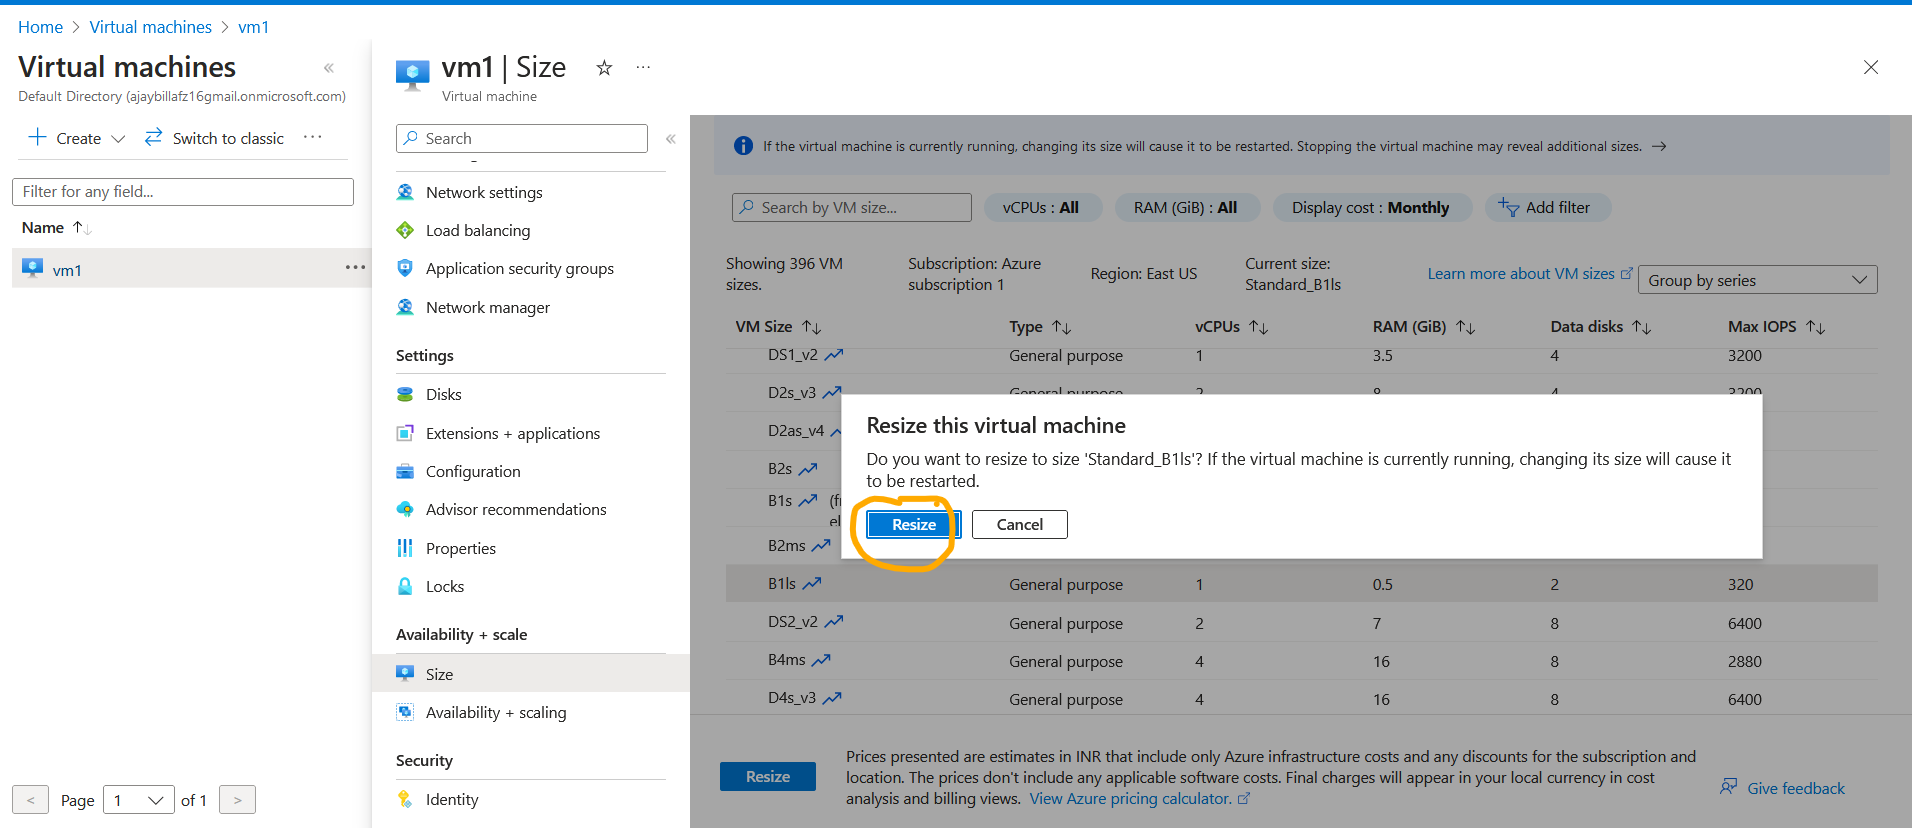 Home > Virtual machines > vm1
Virtual machines
Default Directory (ajaybillafz16gmail.onmicrosoft.com)
Create
Switch to classic
Filter for any field...
Name
vm1
< Page 1 of 1 >
vm1 | Size
Virtual machine
Search
Network settings
Load balancing
Application security groups
Network manager
Settings
Disks
Extensions + applications
Configuration
Advisor recommendations
Properties
Locks
Availability + scale
Size
Availability + scaling
Security
Identity
If the virtual machine is currently running, changing its size will cause it to be restarted. Stopping the virtual machine may reveal additional sizes. →
Search by VM size...
vCPUs : All
RAM (GiB) : All
Display cost : Monthly
Add filter
Showing 396 VM
sizes.
Subscription: Azure
subscription 1
Region: East US
Current size:
Standard_B1ls
Learn more about VM sizes
Group by series
VM Size Type vCPUs RAM (GiB) Data disks Max IOPS
DS1_v2 General purpose 1 3.5 4 3200
D2s_v3 General purpose 2 8 4 3200
D2as_v4
B2s
B1s
B2ms
Resize this virtual machine
Do you want to resize to size 'Standard_B1ls'? If the virtual machine is currently running, changing its size will cause it
to be restarted.
Resize
Cancel
B1ls General purpose 1 0.5 2 320
DS2_v2 General purpose 2 7 8 6400
B4ms General purpose 4 16 8 2880
D4s_v3 General purpose 4 16 8 6400
Resize
Prices presented are estimates in INR that include only Azure infrastructure costs and any discounts for the subscription and
location. The prices don't include any applicable software costs. Final charges will appear in your local currency in cost
analysis and billing views. View Azure pricing calculator.
Give feedback